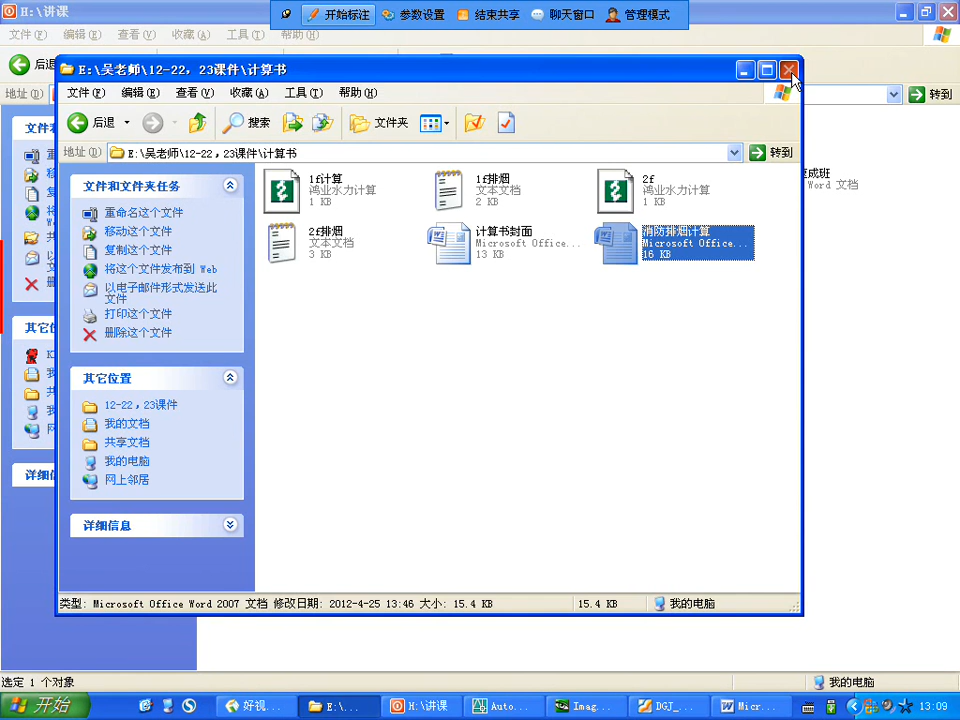 H:\讲课
开始标注 参数设置 结束共享 聊天窗口 管理模式
文件(F) 编辑(E) 查看(V) 收藏(A) 工具(T) 帮助(H)
后退
地址(D) 转到
E:\吴老师\12-22，23课件\计算书
文件(F) 编辑(E) 查看(V) 收藏(A) 工具(T) 帮助(H)
后退 搜索 文件夹
地址(D) E:\吴老师\12-22，23课件\计算书 转到
文件和文件夹任务
重命名这个文件
移动这个文件
复制这个文件
将这个文件发布到 Web
以电子邮件形式发送此
文件
打印这个文件
删除这个文件
其它位置
12-22，23课件
我的文档
共享文档
我的电脑
网上邻居
详细信息
1f计算
鸿业水力计算
1 KB
1f排烟
文本文档
2 KB
2f
鸿业水力计算
1 KB
2f排烟
文本文档
3 KB
计算书封面
Microsoft Office...
13 KB
消防排烟计算
Microsoft Office...
16 KB
速成班
Word 文档
类型: Microsoft Office Word 2007 文档 修改日期: 2012-4-25 13:46 大小: 15.4 KB 15.4 KB 我的电脑
选定 1 个对象 我的电脑
开始 好视... E:\... H:\讲课 Auto... Imag... DGJ_... Micr... 13:09